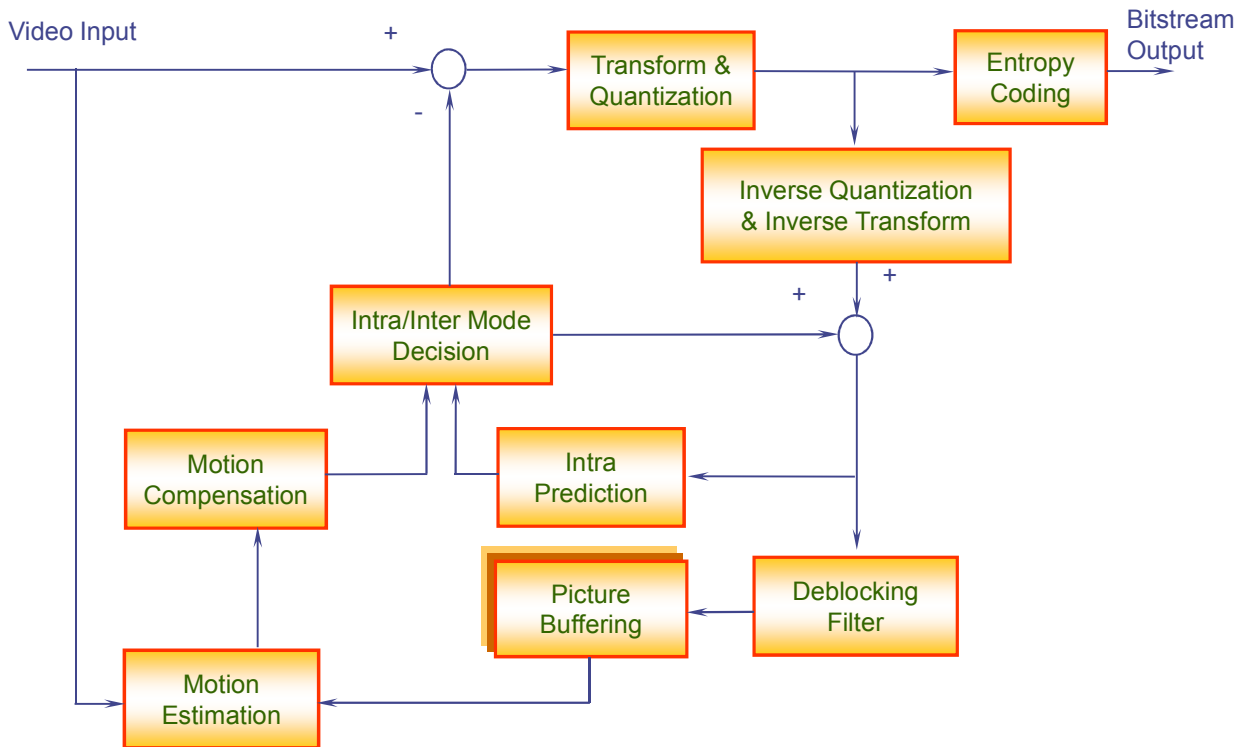 Video Input
+
-
Transform &
Quantization
Entropy
Coding
Bitstream
Output
Inverse Quantization
& Inverse Transform
+
+
Intra/Inter Mode
Decision
Motion
Compensation
Intra
Prediction
Picture
Buffering
Deblocking
Filter
Motion
Estimation